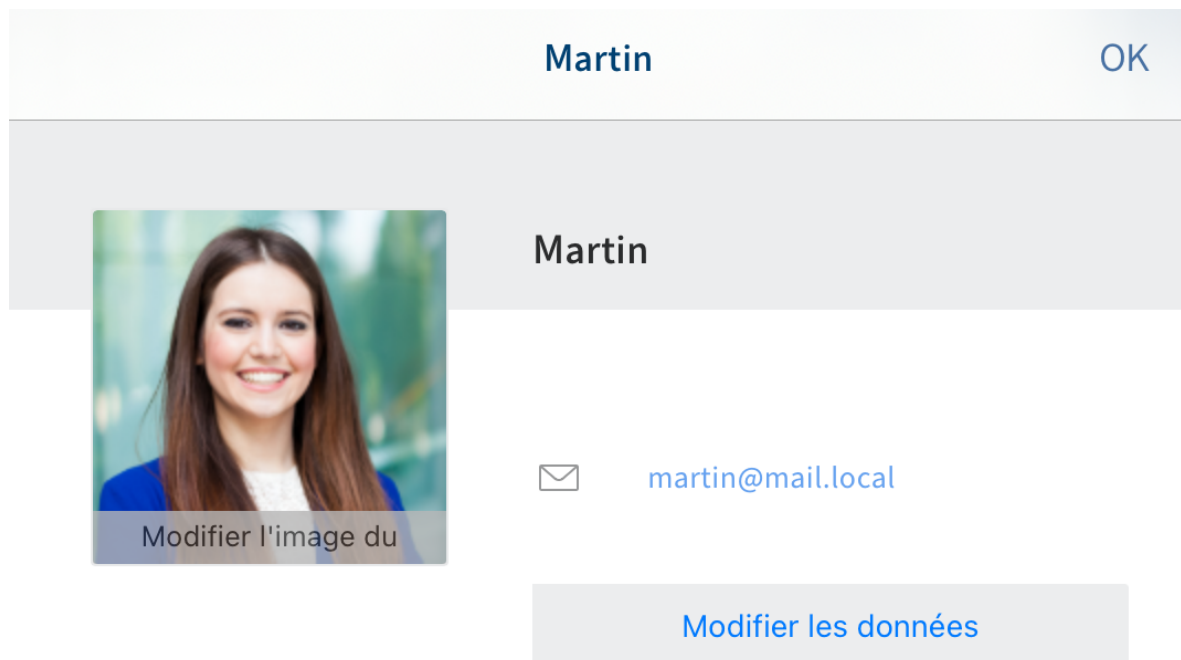 Martin
OK
Martin
martin@mail.local
Modifier l'image du
Modifier les données